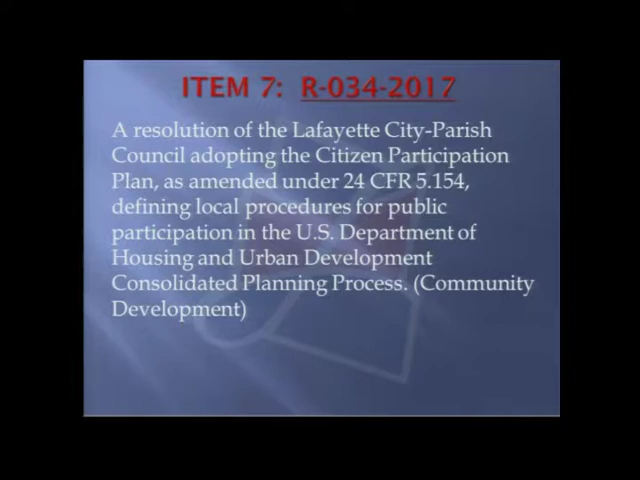 ITEM 7: R-034-2017
A resolution of the Lafayette City-Parish
Council adopting the Citizen Participation
Plan, as amended under 24 CFR 5.154,
defining local procedures for public
participation in the U.S. Department of
Housing and Urban Development
Consolidated Planning Process. (Community
Development)